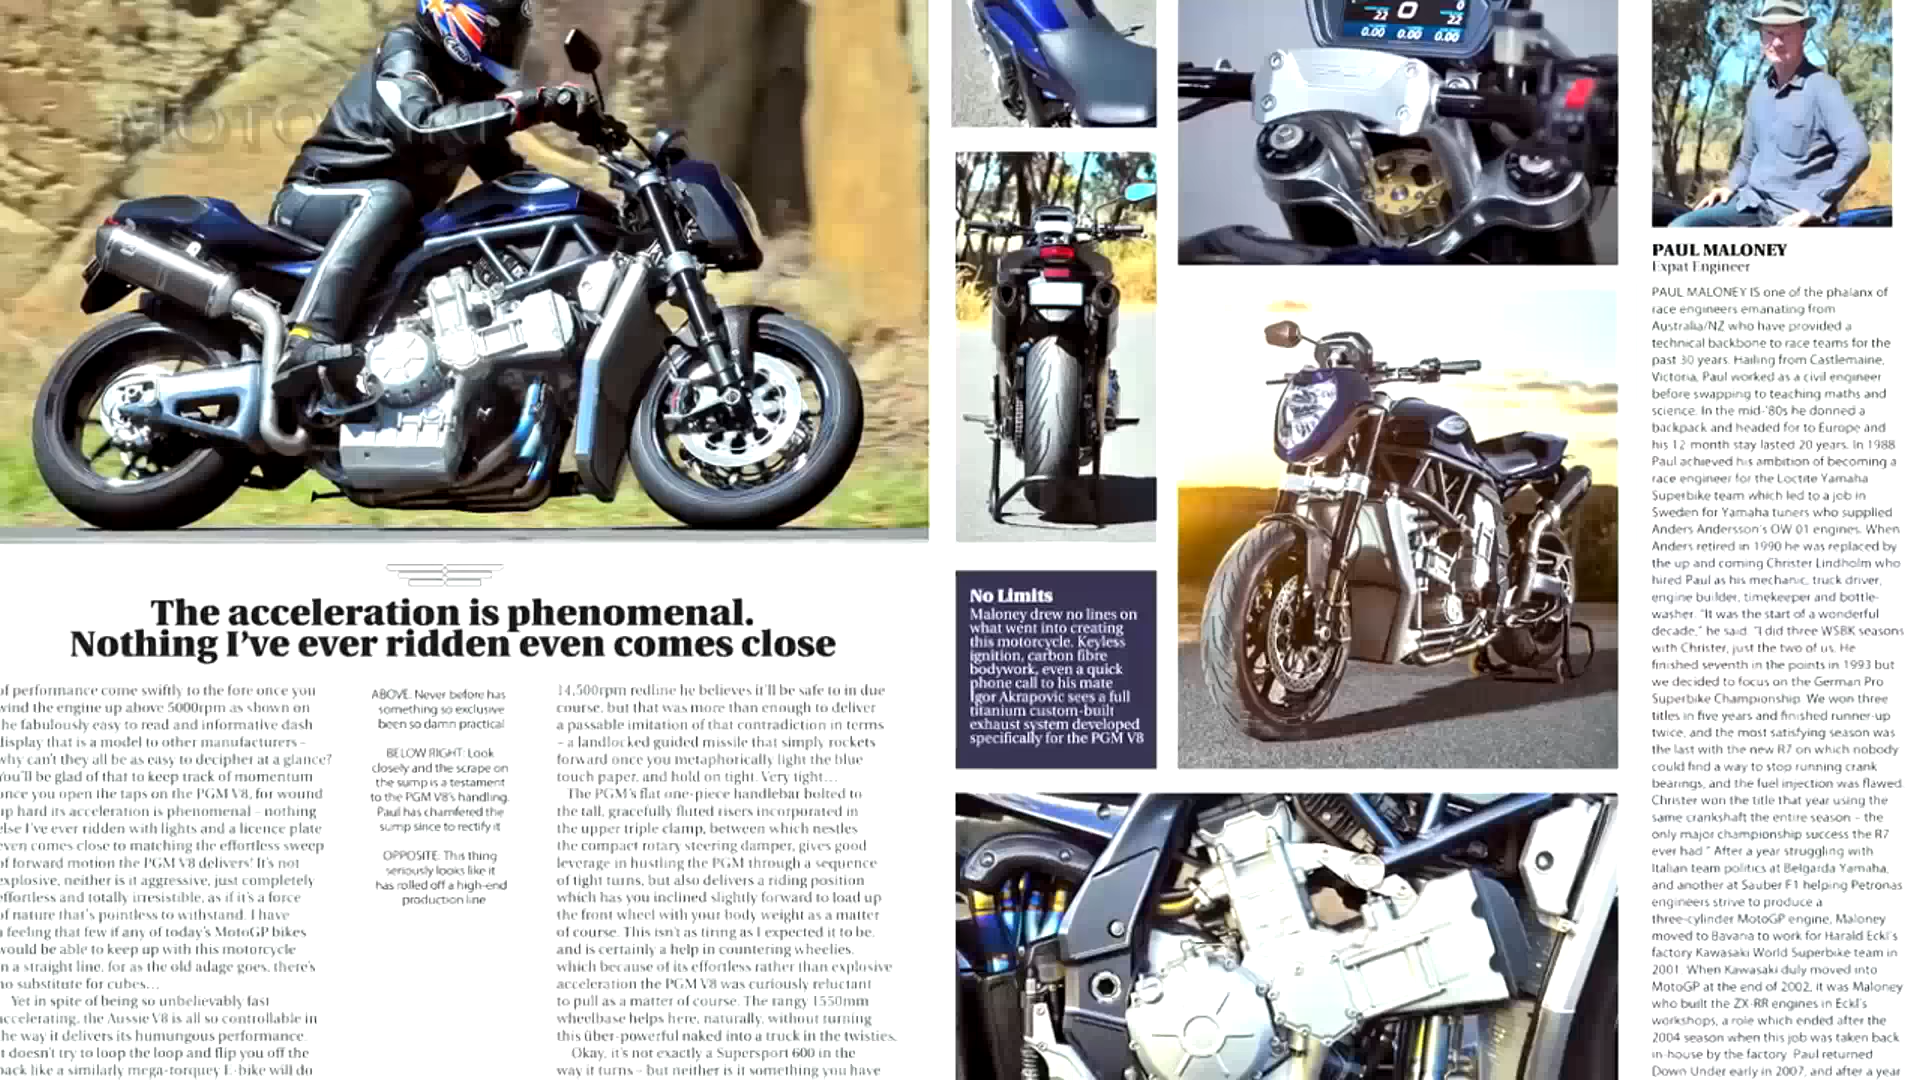 The acceleration is phenomenal.
Nothing I've ever ridden even comes close
of performance come swiftly to the fore once you
wind the engine up above 5000rpm as shown on
the fabulously easy to read and informative dash
display that is a model to other manufacturers –
why can't they all be as easy to decipher at a glance?
You'll be glad of that to keep track of momentum
once you open the taps on the PGM V8, for wound
up hard its acceleration is phenomenal – nothing
else I've ever ridden with lights and a licence plate
even comes close to matching the effortless sweep
of forward motion the PGM V8 delivers! It's not
explosive, neither is it aggressive, just completely
effortless and totally irresistible, as if it's a force
of nature that's pointless to withstand. I have
a feeling that few if any of today's MotoGP bikes
would be able to keep up with this motorcycle
in a straight line, for as the old adage goes, there's
no substitute for cubes…
Yet in spite of being so unbelievably fast
accelerating, the Aussie V8 is all so controllable in
the way it delivers its humungous performance.
It doesn't try to loop the loop and flip you off the
back like a similarly mega-torquey E-bike will do
ABOVE: Never before has
something so exclusive
been so damn practical
BELOW RIGHT: Look
closely and the scrape on
the sump is a testament
to the PGM V8's handling.
Paul has chamfered the
sump since to rectify it
OPPOSITE: This thing
seriously looks like it
has rolled off a high-end
production line
14,500rpm redline he believes it'll be safe to in due
course, but that was more than enough to deliver
a passable imitation of that contradiction in terms
– a landlocked guided missile that simply rockets
forward once you metaphorically light the blue
touch paper, and hold on tight. Very tight…
The PGM's flat one-piece handlebar bolted to
the tall, gracefully fluted risers incorporated in
the upper triple clamp, between which nestles
the compact rotary steering damper, gives good
leverage in hustling the PGM through a sequence
of tight turns, but also delivers a riding position
which has you inclined slightly forward to load up
the front wheel with your body weight as a matter
of course. This isn't as tiring as I expected it to be,
and is certainly a help in countering wheelies,
which because of its effortless rather than explosive
acceleration the PGM V8 was curiously reluctant
to pull as a matter of course. The rangy 1550mm
wheelbase helps here, naturally, without turning
this über-powerful naked into a truck in the twisties.
Okay, it's not exactly a Supersport 600 in the
way it turns – but neither is it something you have
No Limits
Maloney drew no lines on
what went into creating
this motorcycle. Keyless
ignition, carbon fibre
bodywork, even a quick
phone call to his mate
Igor Akrapovic sees a full
titanium custom-built
exhaust system developed
specifically for the PGM V8
0
22 22
0.00 0.00 0.00
PAUL MALONEY
Expat Engineer
PAUL MALONEY IS one of the phalanx of
race engineers emanating from
Australia/NZ who have provided a
technical backbone to race teams for the
past 30 years. Hailing from Castlemaine,
Victoria, Paul worked as a civil engineer
before swapping to teaching maths and
science. In the mid-'80s he donned a
backpack and headed for to Europe and
his 12 month stay lasted 20 years. In 1988
Paul achieved his ambition of becoming a
race engineer for the Loctite Yamaha
Superbike team which led to a job in
Sweden for Yamaha tuners who supplied
Anders Andersson's OW 01 engines. When
Anders retired in 1990 he was replaced by
the up and coming Christer Lindholm who
hired Paul as his mechanic, truck driver,
engine builder, timekeeper and bottle-
washer. "It was the start of a wonderful
decade," he said. "I did three WSBK seasons
with Christer, just the two of us. He
finished seventh in the points in 1993 but
we decided to focus on the German Pro
Superbike Championship. We won three
titles in five years and finished runner-up
twice, and the most satisfying season was
the last with the new R7 on which nobody
could find a way to stop running crank
bearings, and the fuel injection was flawed.
Christer won the title that year using the
same crankshaft the entire season – the
only major championship success the R7
ever had." After a year struggling with
Italian team politics at Belgarda Yamaha,
and another at Sauber F1 helping Petronas
engineers strive to produce a
three-cylinder MotoGP engine, Maloney
moved to Bavaria to work for Harald Eckl's
factory Kawasaki World Superbike team in
2001. When Kawasaki duly moved into
MotoGP at the end of 2002, it was Maloney
who built the ZX-RR engines in Eckl's
workshops, a role which ended after the
2004 season when this job was taken back
in-house by the factory. Paul returned
Down Under early in 2007, and after a year